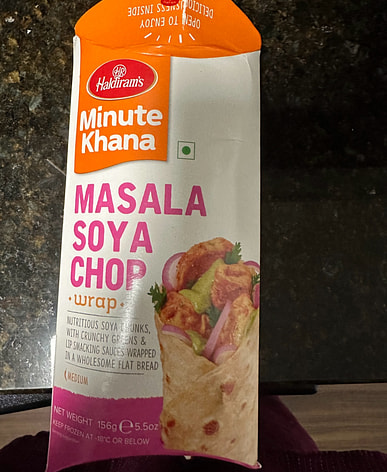 OPEN TO ENJOY
DELICIOUSNESS INSIDE
HR
Haldiram's
Minute
Khana
MASALA
SOYA
CHOP
wrap
NUTRITIOUS SOYA CHUNKS,
WITH CRUNCHY GREENS &
LIP SMACKING SAUCES WRAPPED
IN A WHOLESOME FLAT BREAD
MEDIUM
NET WEIGHT 156g e 5.5oz
KEEP FROZEN AT -18°C OR BELOW